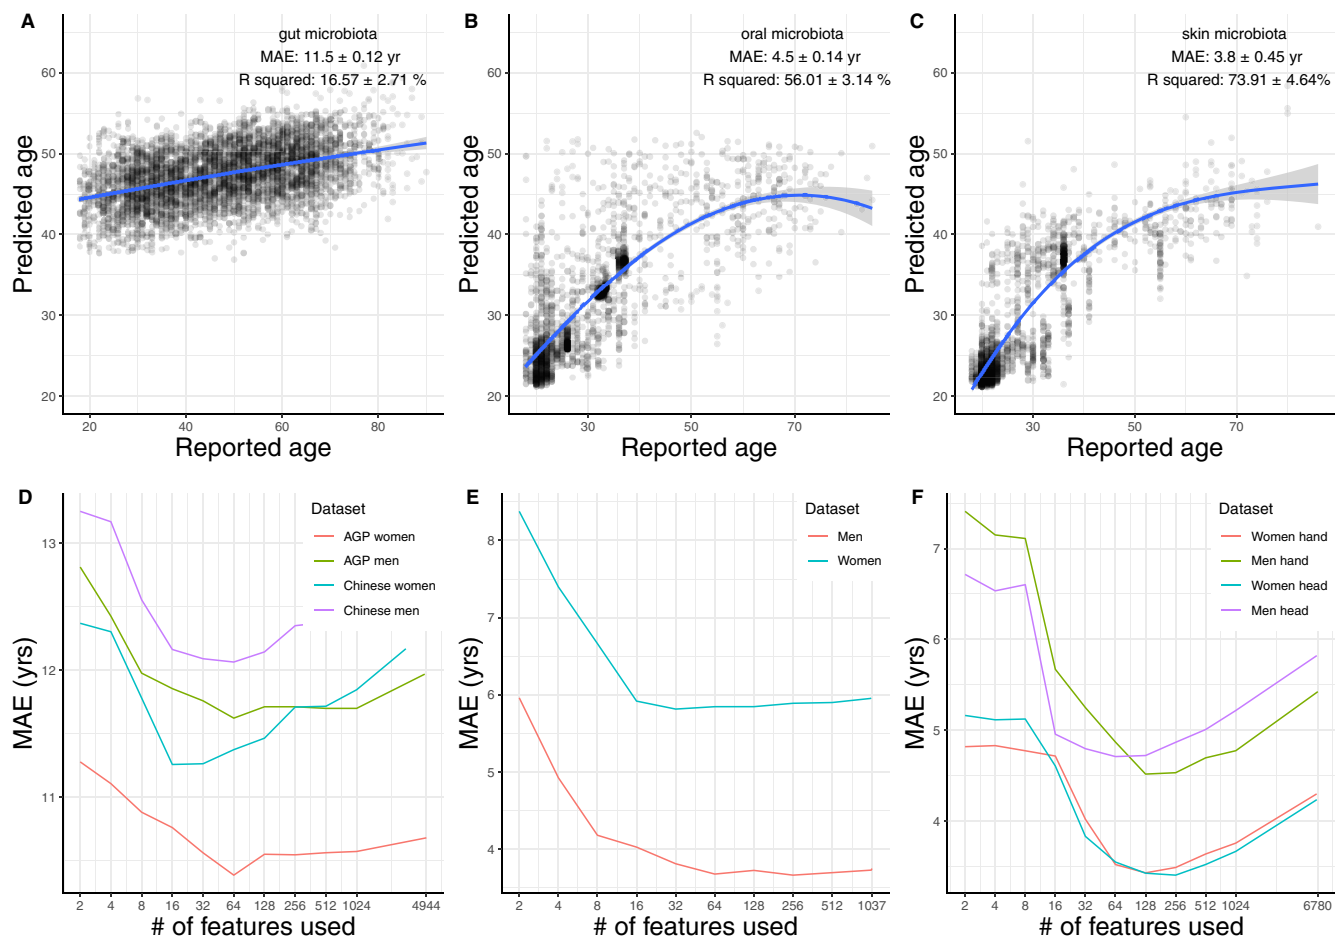 A
gut microbiota
MAE: 11.5 ± 0.12 yr
R squared: 16.57 ± 2.71 %
Predicted age
60
50
40
30
20
20 40 60 80
Reported age
B
oral microbiota
MAE: 4.5 ± 0.14 yr
R squared: 56.01 ± 3.14 %
Predicted age
60
50
40
30
20
30 50 70
Reported age
C
skin microbiota
MAE: 3.8 ± 0.45 yr
R squared: 73.91 ± 4.64%
Predicted age
60
50
40
30
20
30 50 70
Reported age
D
Dataset
AGP women
AGP men
Chinese women
Chinese men
MAE (yrs)
13
12
11
2 4 8 16 32 64 128 256 512 1024 4944
# of features used
E
Dataset
Men
Women
MAE (yrs)
8
7
6
5
4
2 4 8 16 32 64 128 256 512 1037
# of features used
F
Dataset
Women hand
Men hand
Women head
Men head
MAE (yrs)
7
6
5
4
2 4 8 16 32 64 128 256 512 1024 6780
# of features used